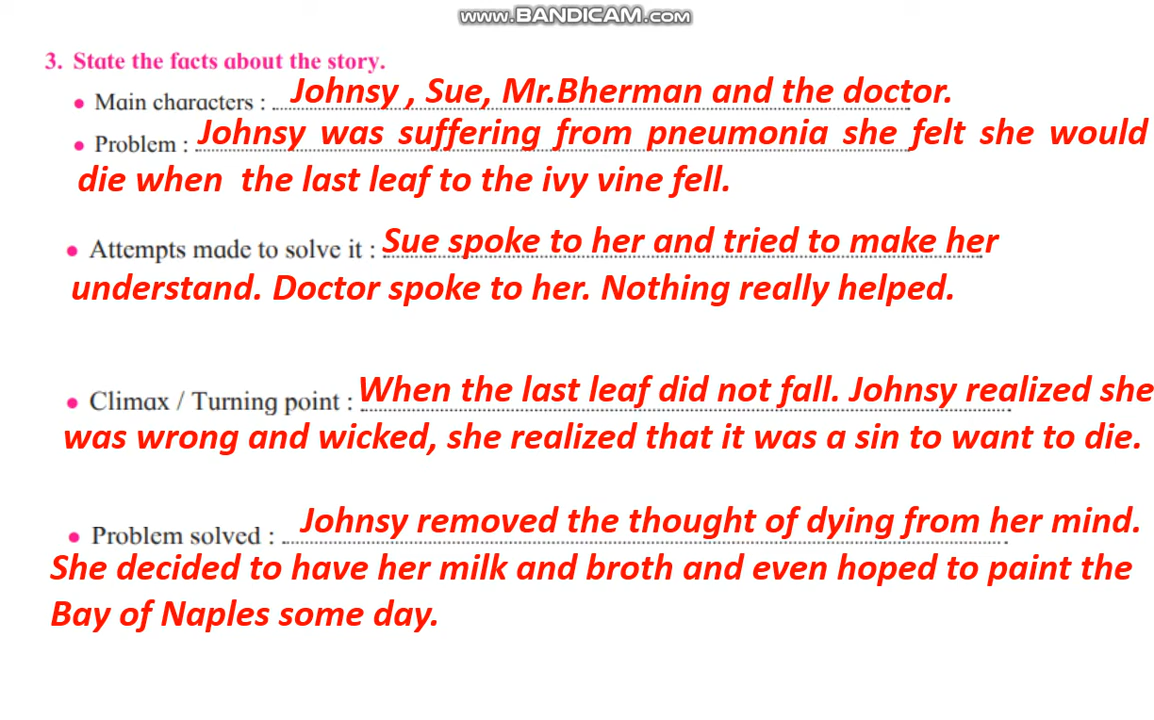 www.BANDICAM.com
3. State the facts about the story.
• Main characters : Johnsy , Sue, Mr.Bherman and the doctor.
• Problem : Johnsy was suffering from pneumonia she felt she would
die when the last leaf to the ivy vine fell.
• Attempts made to solve it : Sue spoke to her and tried to make her
understand. Doctor spoke to her. Nothing really helped.
• Climax / Turning point : When the last leaf did not fall. Johnsy realized she
was wrong and wicked, she realized that it was a sin to want to die.
• Problem solved : Johnsy removed the thought of dying from her mind.
She decided to have her milk and broth and even hoped to paint the
Bay of Naples some day.